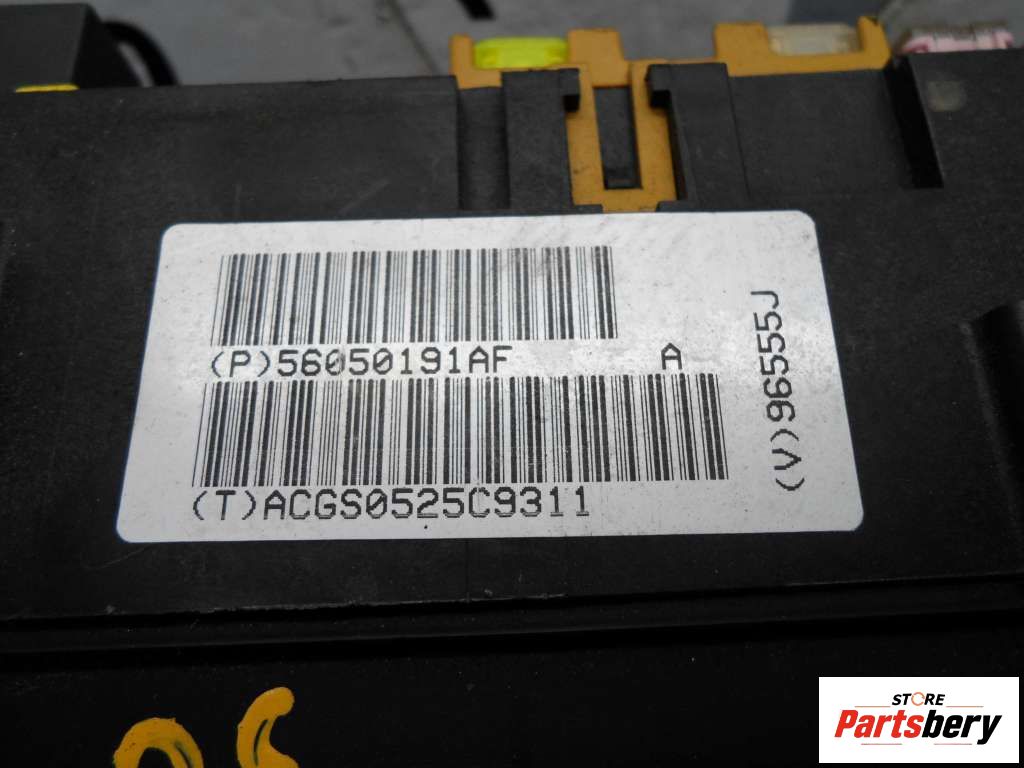 (P)56050191AF A
(T)ACGS0525C9311
(V)96555J
STORE
Partsbery